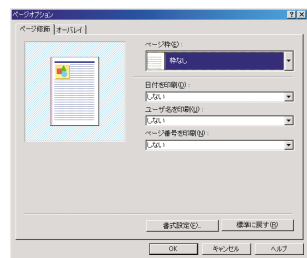 ページオプション
ページ修飾
オーバレイ
ページ枠(E):
枠なし
日付を印刷(D):
しない
ユーザ名を印刷(U):
しない
ページ番号を印刷(N):
しない
書式設定(F)...
標準に戻す(R)
OK
キャンセル
ヘルプ